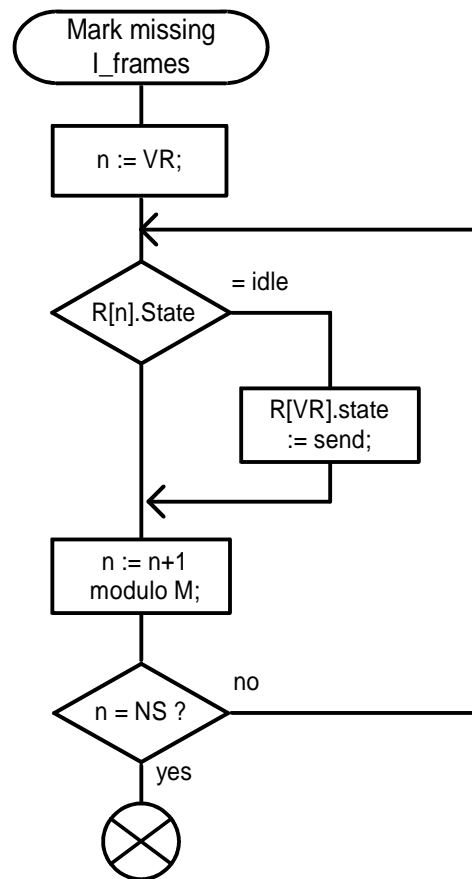 Mark missing
I_frames
n := VR;
= idle
R[n].State
R[VR].state
:= send;
n := n+1
modulo M;
no
n = NS ?
yes